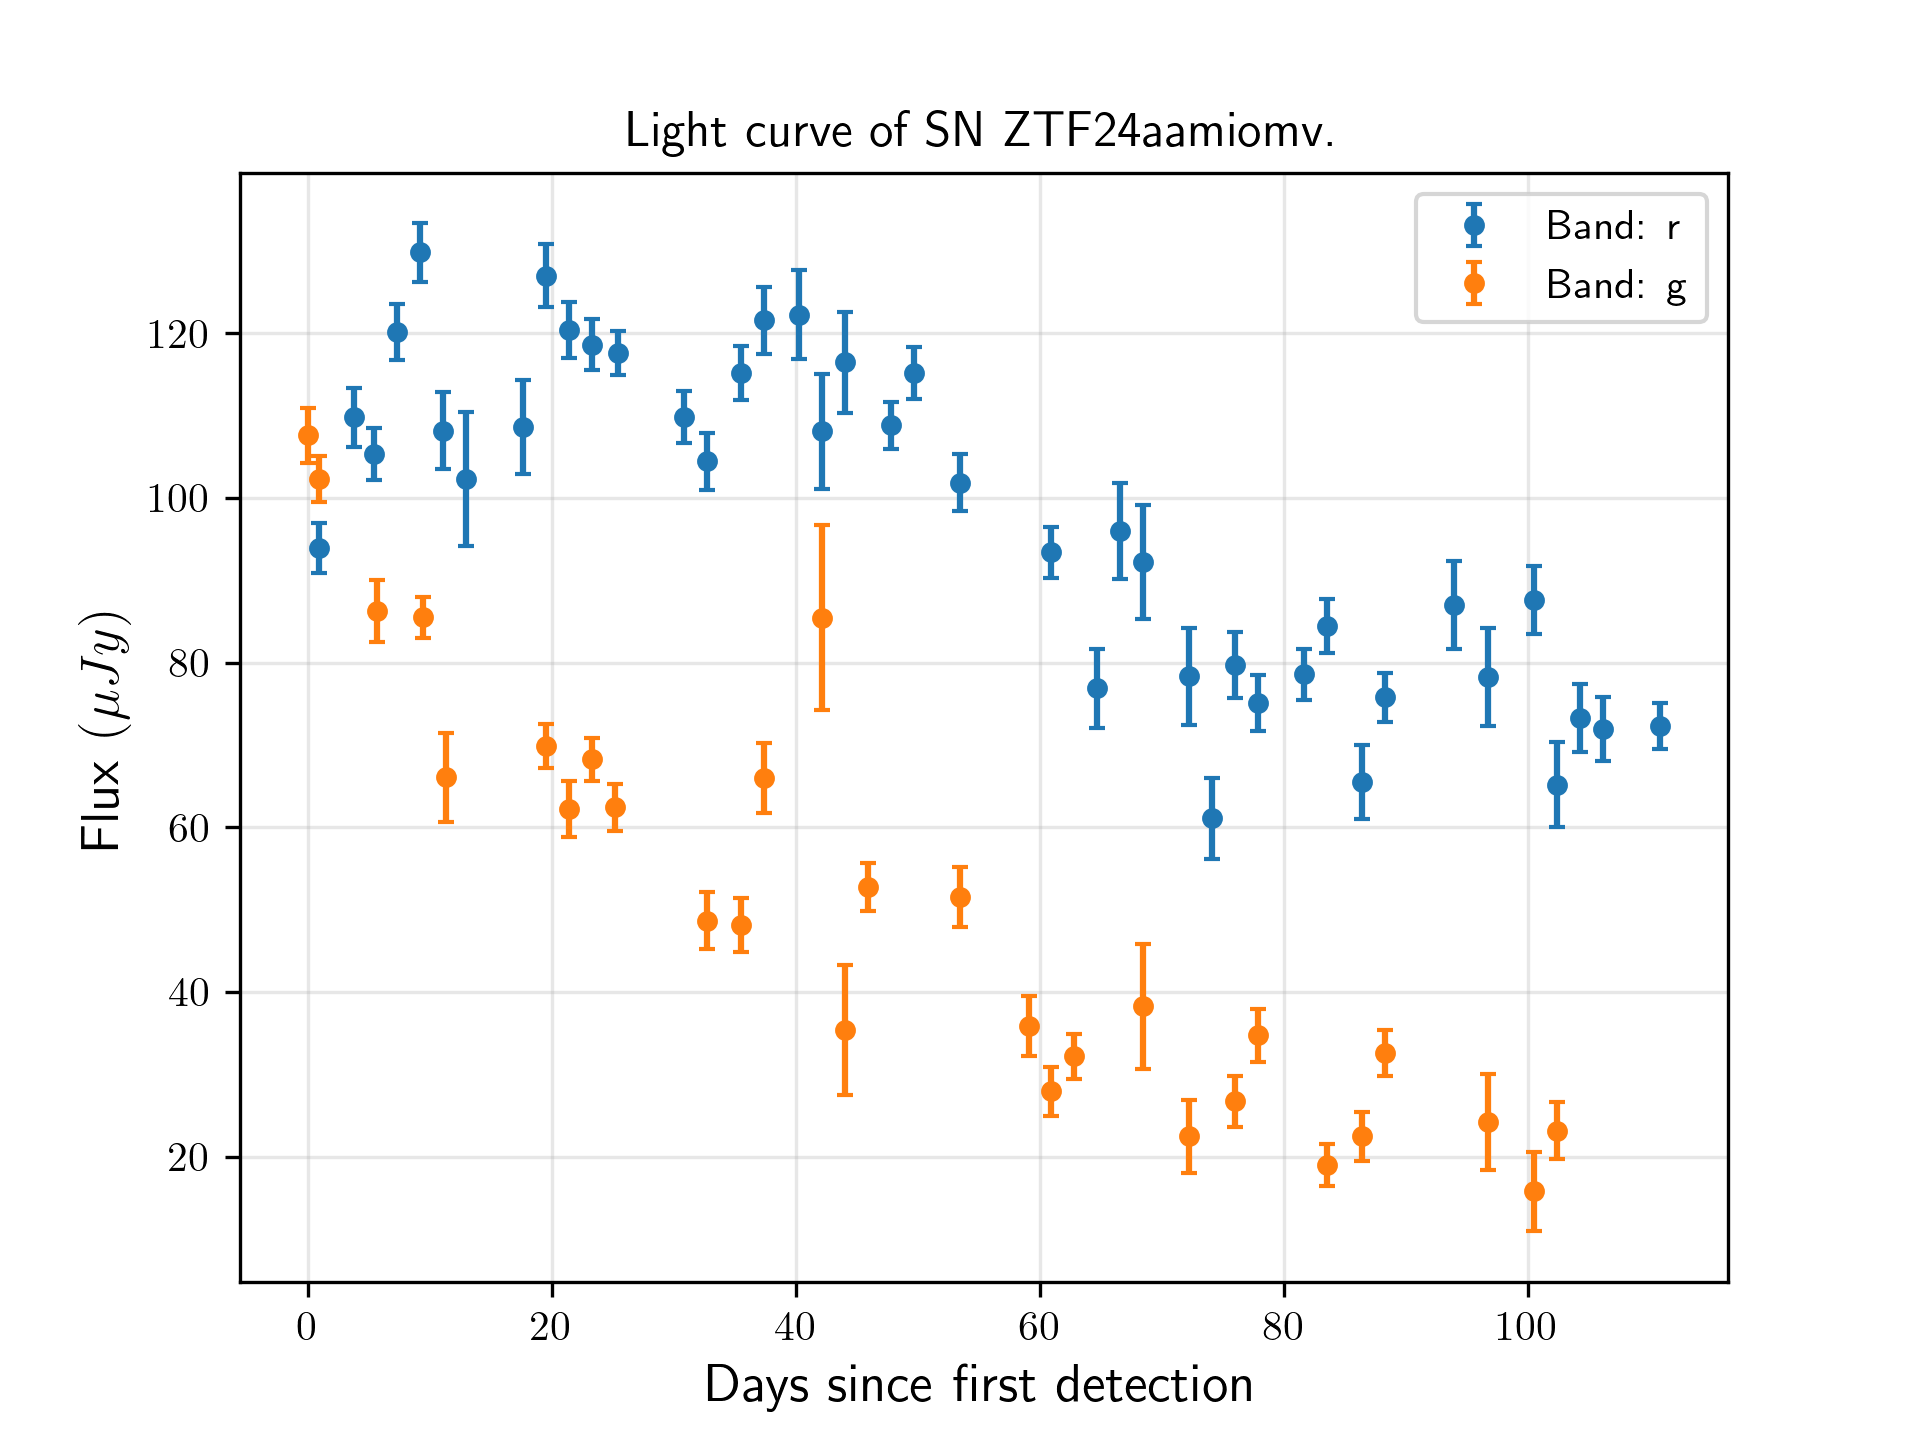 Light curve of SN ZTF24aamiomv.
Band: r
Band: g
120
100
80
60
40
20
Flux (μJy)
0 20 40 60 80 100
Days since first detection